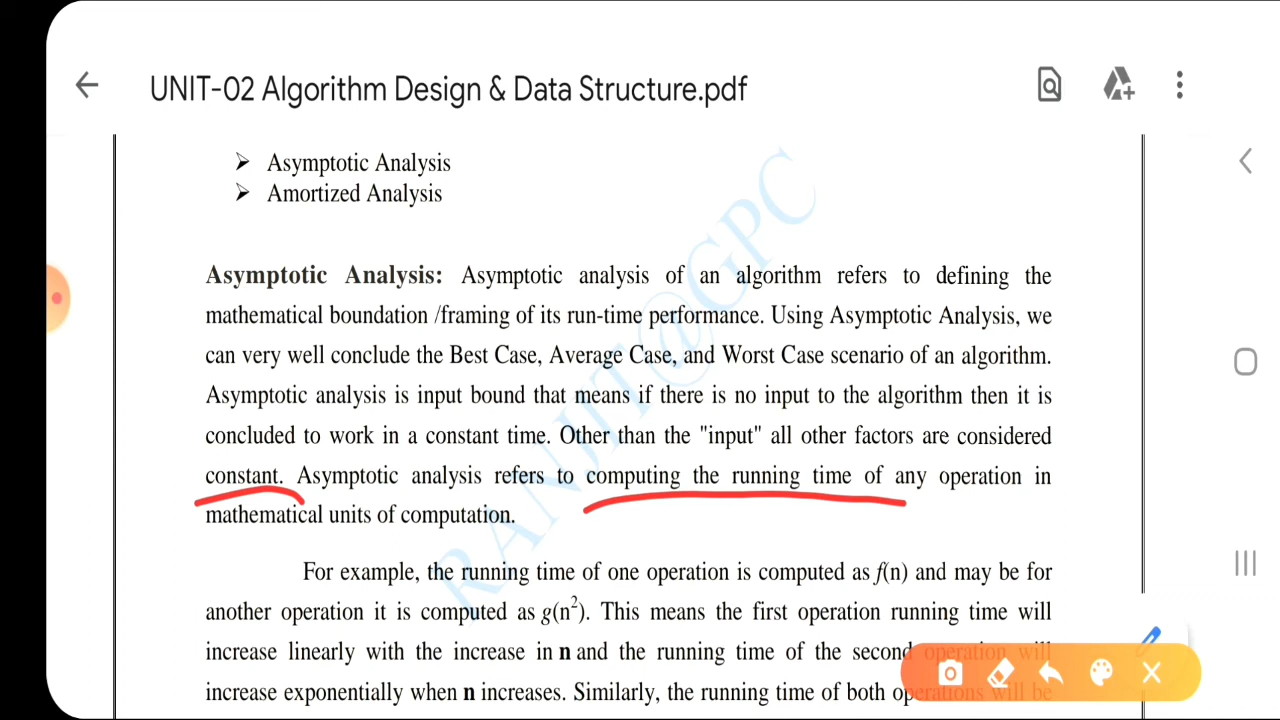 UNIT-02 Algorithm Design & Data Structure.pdf
➢ Asymptotic Analysis
➢ Amortized Analysis
Asymptotic Analysis: Asymptotic analysis of an algorithm refers to defining the
mathematical boundation /framing of its run-time performance. Using Asymptotic Analysis, we
can very well conclude the Best Case, Average Case, and Worst Case scenario of an algorithm.
Asymptotic analysis is input bound that means if there is no input to the algorithm then it is
concluded to work in a constant time. Other than the "input" all other factors are considered
constant. Asymptotic analysis refers to computing the running time of any operation in
mathematical units of computation.
For example, the running time of one operation is computed as f(n) and may be for
another operation it is computed as g(n²). This means the first operation running time will
increase linearly with the increase in n and the running time of the second operation will
increase exponentially when n increases. Similarly, the running time of both operations will be
RANJIT@GPC